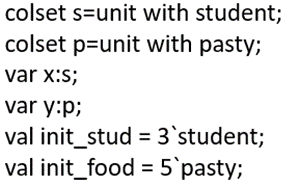 colset s=unit with student;
colset p=unit with pasty;
var x:s;
var y:p;
val init_stud = 3`student;
val init_food = 5`pasty;